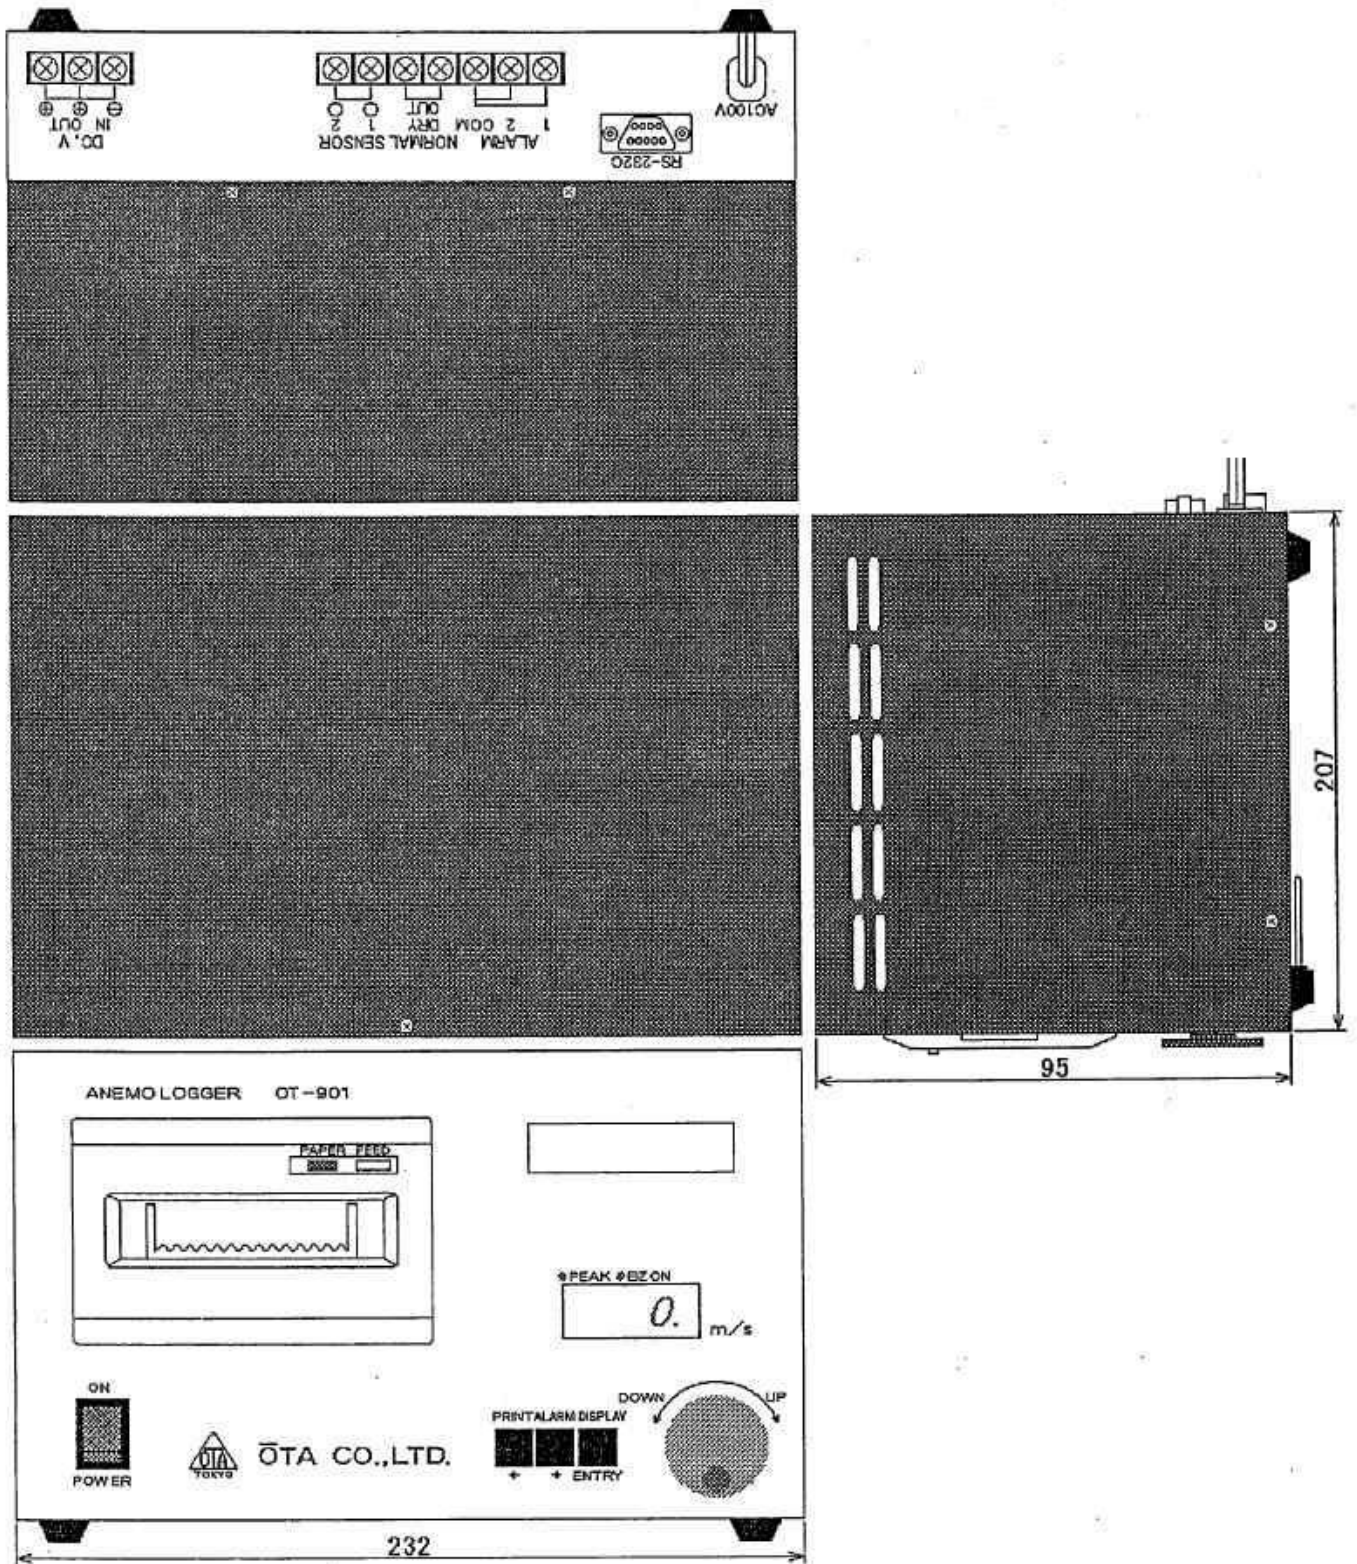 ⊕ ⊕ ⊖
IN OUT
DC, V
2 1
OUT
DRY
COM 2 1
SENSOR NORMAL ALARM
RS-232C
AC100V
207
95
ANEMO LOGGER OT-901
PAPER FEED
*PEAK #BZ ON
0. m/s
ON
POWER
OTA
TOKYO
ŌTA CO.,LTD.
PRINT ALARM DISPLAY
ENTRY
DOWN UP
232